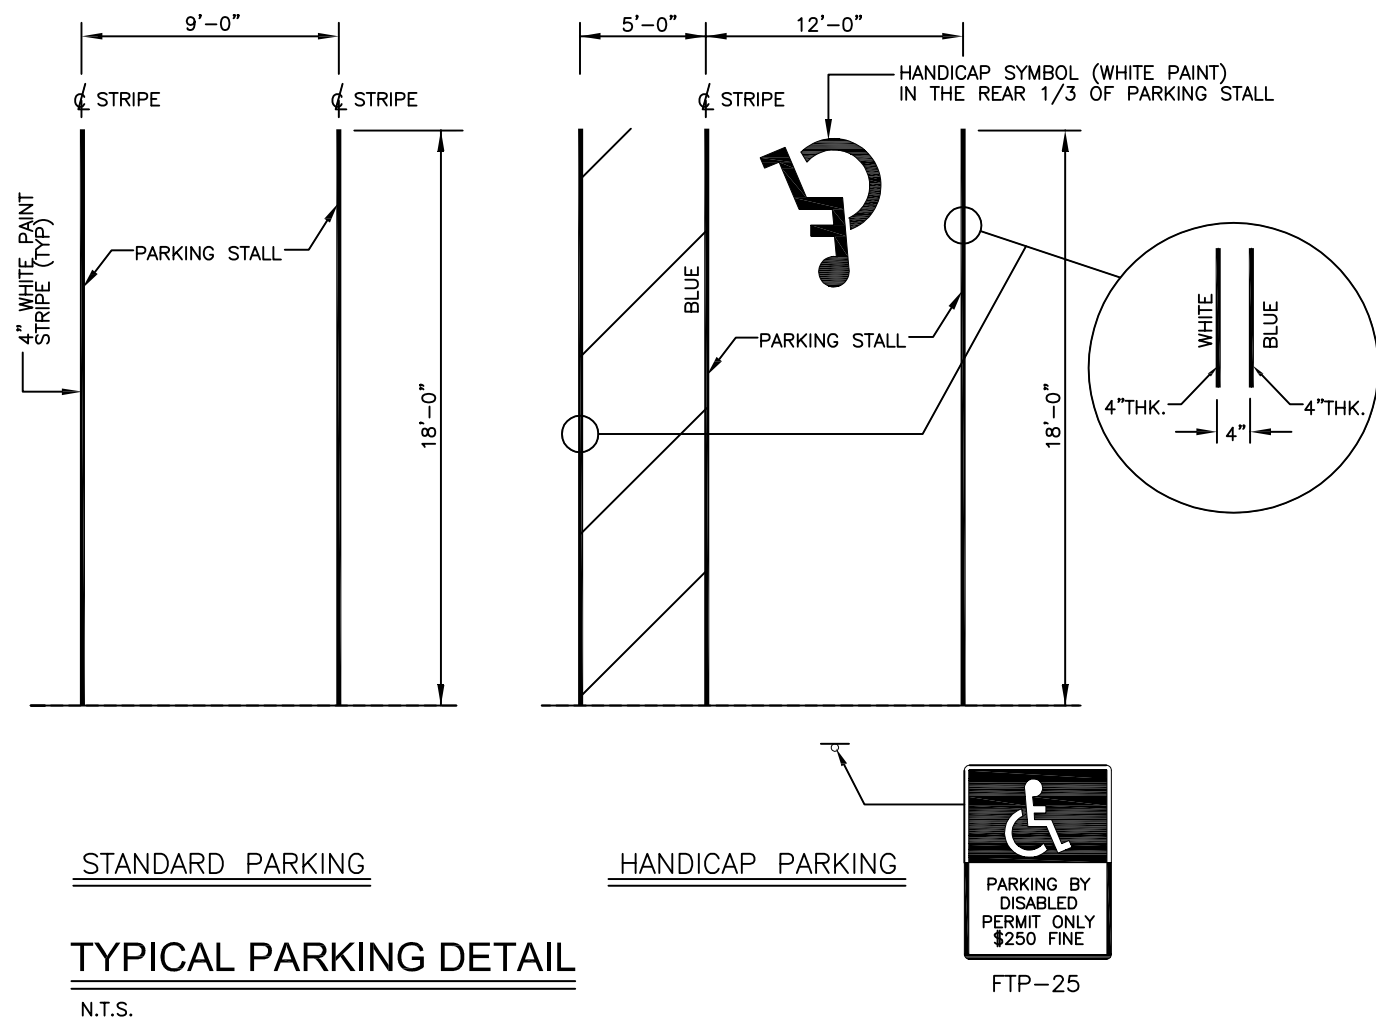 9'-0"
5'-0"
12'-0"
HANDICAP SYMBOL (WHITE PAINT)
IN THE REAR 1/3 OF PARKING STALL
℄ STRIPE
℄ STRIPE
℄ STRIPE
4" WHITE PAINT
STRIPE (TYP)
PARKING STALL
18'-0"
BLUE
PARKING STALL
18'-0"
WHITE
BLUE
4"THK.
4"THK.
4"
STANDARD PARKING
HANDICAP PARKING
PARKING BY
DISABLED
PERMIT ONLY
$250 FINE
FTP-25
TYPICAL PARKING DETAIL
N.T.S.